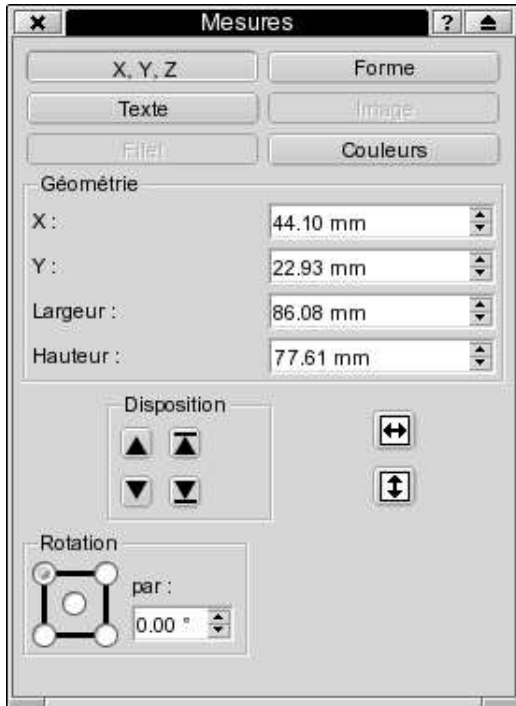 Mesures ?
X, Y, Z Forme
Texte Image
Filet Couleurs
Géométrie
X : 44.10 mm
Y : 22.93 mm
Largeur : 86.08 mm
Hauteur : 77.61 mm
Disposition
Rotation
par :
0.00 °